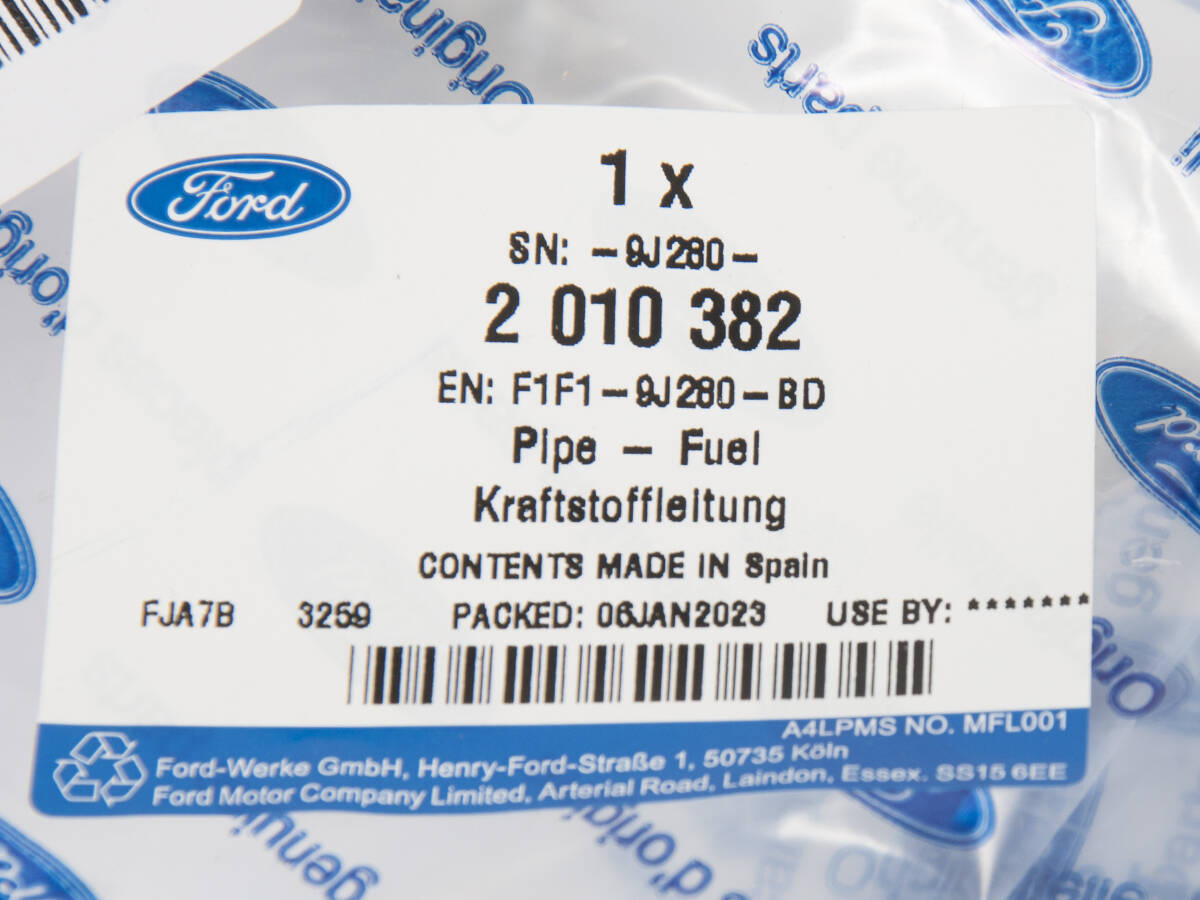 Ford
1 x
SN: -9J280-
2 010 382
EN: F1F1-9J280-BD
Pipe - Fuel
Kraftstoffleitung
CONTENTS MADE IN Spain
FJA7B 3259 PACKED: 06JAN2023 USE BY: *******
A4LPMS NO. MFL001
Ford-Werke GmbH, Henry-Ford-Straße 1, 50735 Köln
Ford Motor Company Limited, Arterial Road, Laindon, Essex. SS15 6EE